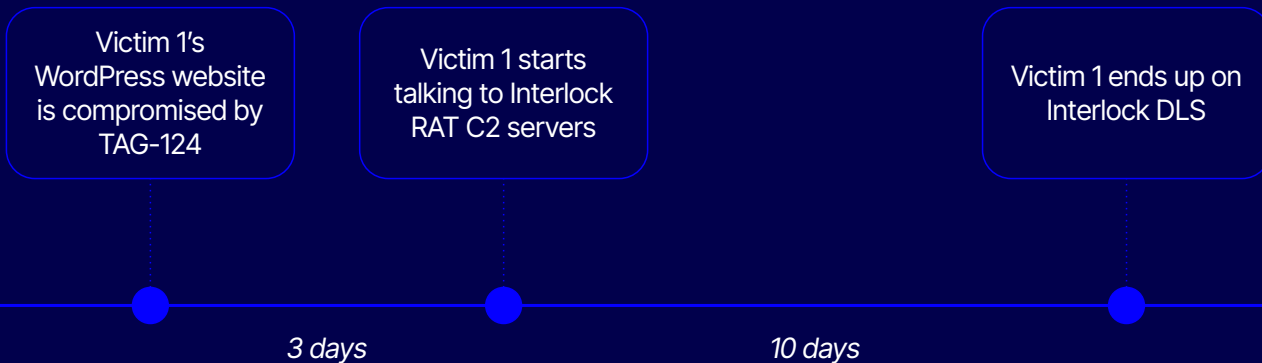 Victim 1's
WordPress website
is compromised by
TAG-124
Victim 1 starts
talking to Interlock
RAT C2 servers
Victim 1 ends up on
Interlock DLS
3 days
10 days